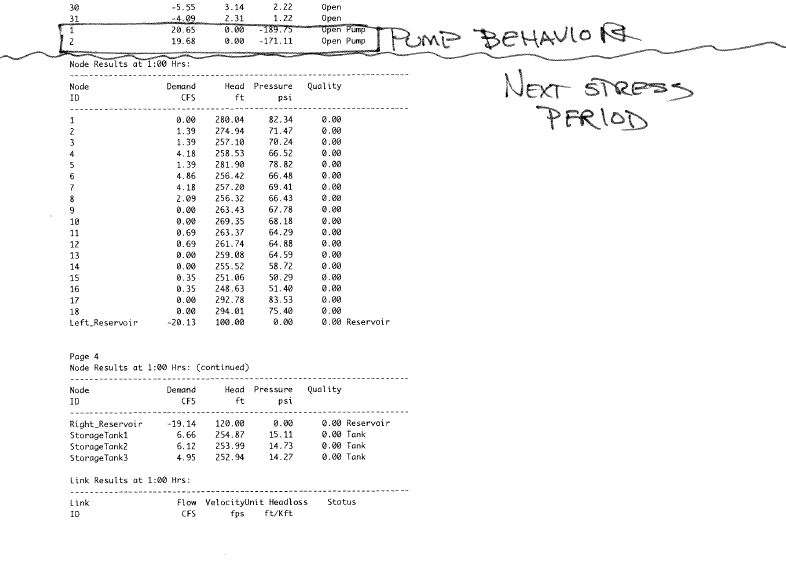 30 -5.55 3.14 2.22 Open
31 -4.09 2.31 1.22 Open
1 20.65 0.00 -189.75 Open Pump
2 19.68 0.00 -171.11 Open Pump
PUMP BEHAVIOR
Node Results at 1:00 Hrs:
Node Demand Head Pressure Quality
ID CFS ft psi
NEXT STRESS
PERIOD
1 0.00 280.04 82.34 0.00
2 1.39 274.94 71.47 0.00
3 1.39 257.10 70.24 0.00
4 4.18 258.53 66.52 0.00
5 1.39 281.90 78.82 0.00
6 4.86 256.42 66.48 0.00
7 4.18 257.20 69.41 0.00
8 2.09 256.32 66.43 0.00
9 0.00 263.43 67.78 0.00
10 0.00 269.35 68.18 0.00
11 0.69 263.37 64.29 0.00
12 0.69 261.74 64.88 0.00
13 0.00 259.08 64.59 0.00
14 0.00 255.52 58.72 0.00
15 0.35 251.06 50.29 0.00
16 0.35 248.63 51.40 0.00
17 0.00 292.78 83.53 0.00
18 0.00 294.01 75.40 0.00
Left_Reservoir -20.13 100.00 0.00 0.00 Reservoir
Page 4
Node Results at 1:00 Hrs: (continued)
Node Demand Head Pressure Quality
ID CFS ft psi
Right_Reservoir -19.14 120.00 0.00 0.00 Reservoir
StorageTank1 6.66 254.87 15.11 0.00 Tank
StorageTank2 6.12 253.99 14.73 0.00 Tank
StorageTank3 4.95 252.94 14.27 0.00 Tank
Link Results at 1:00 Hrs:
Link Flow VelocityUnit Headloss Status
ID CFS fps ft/Kft